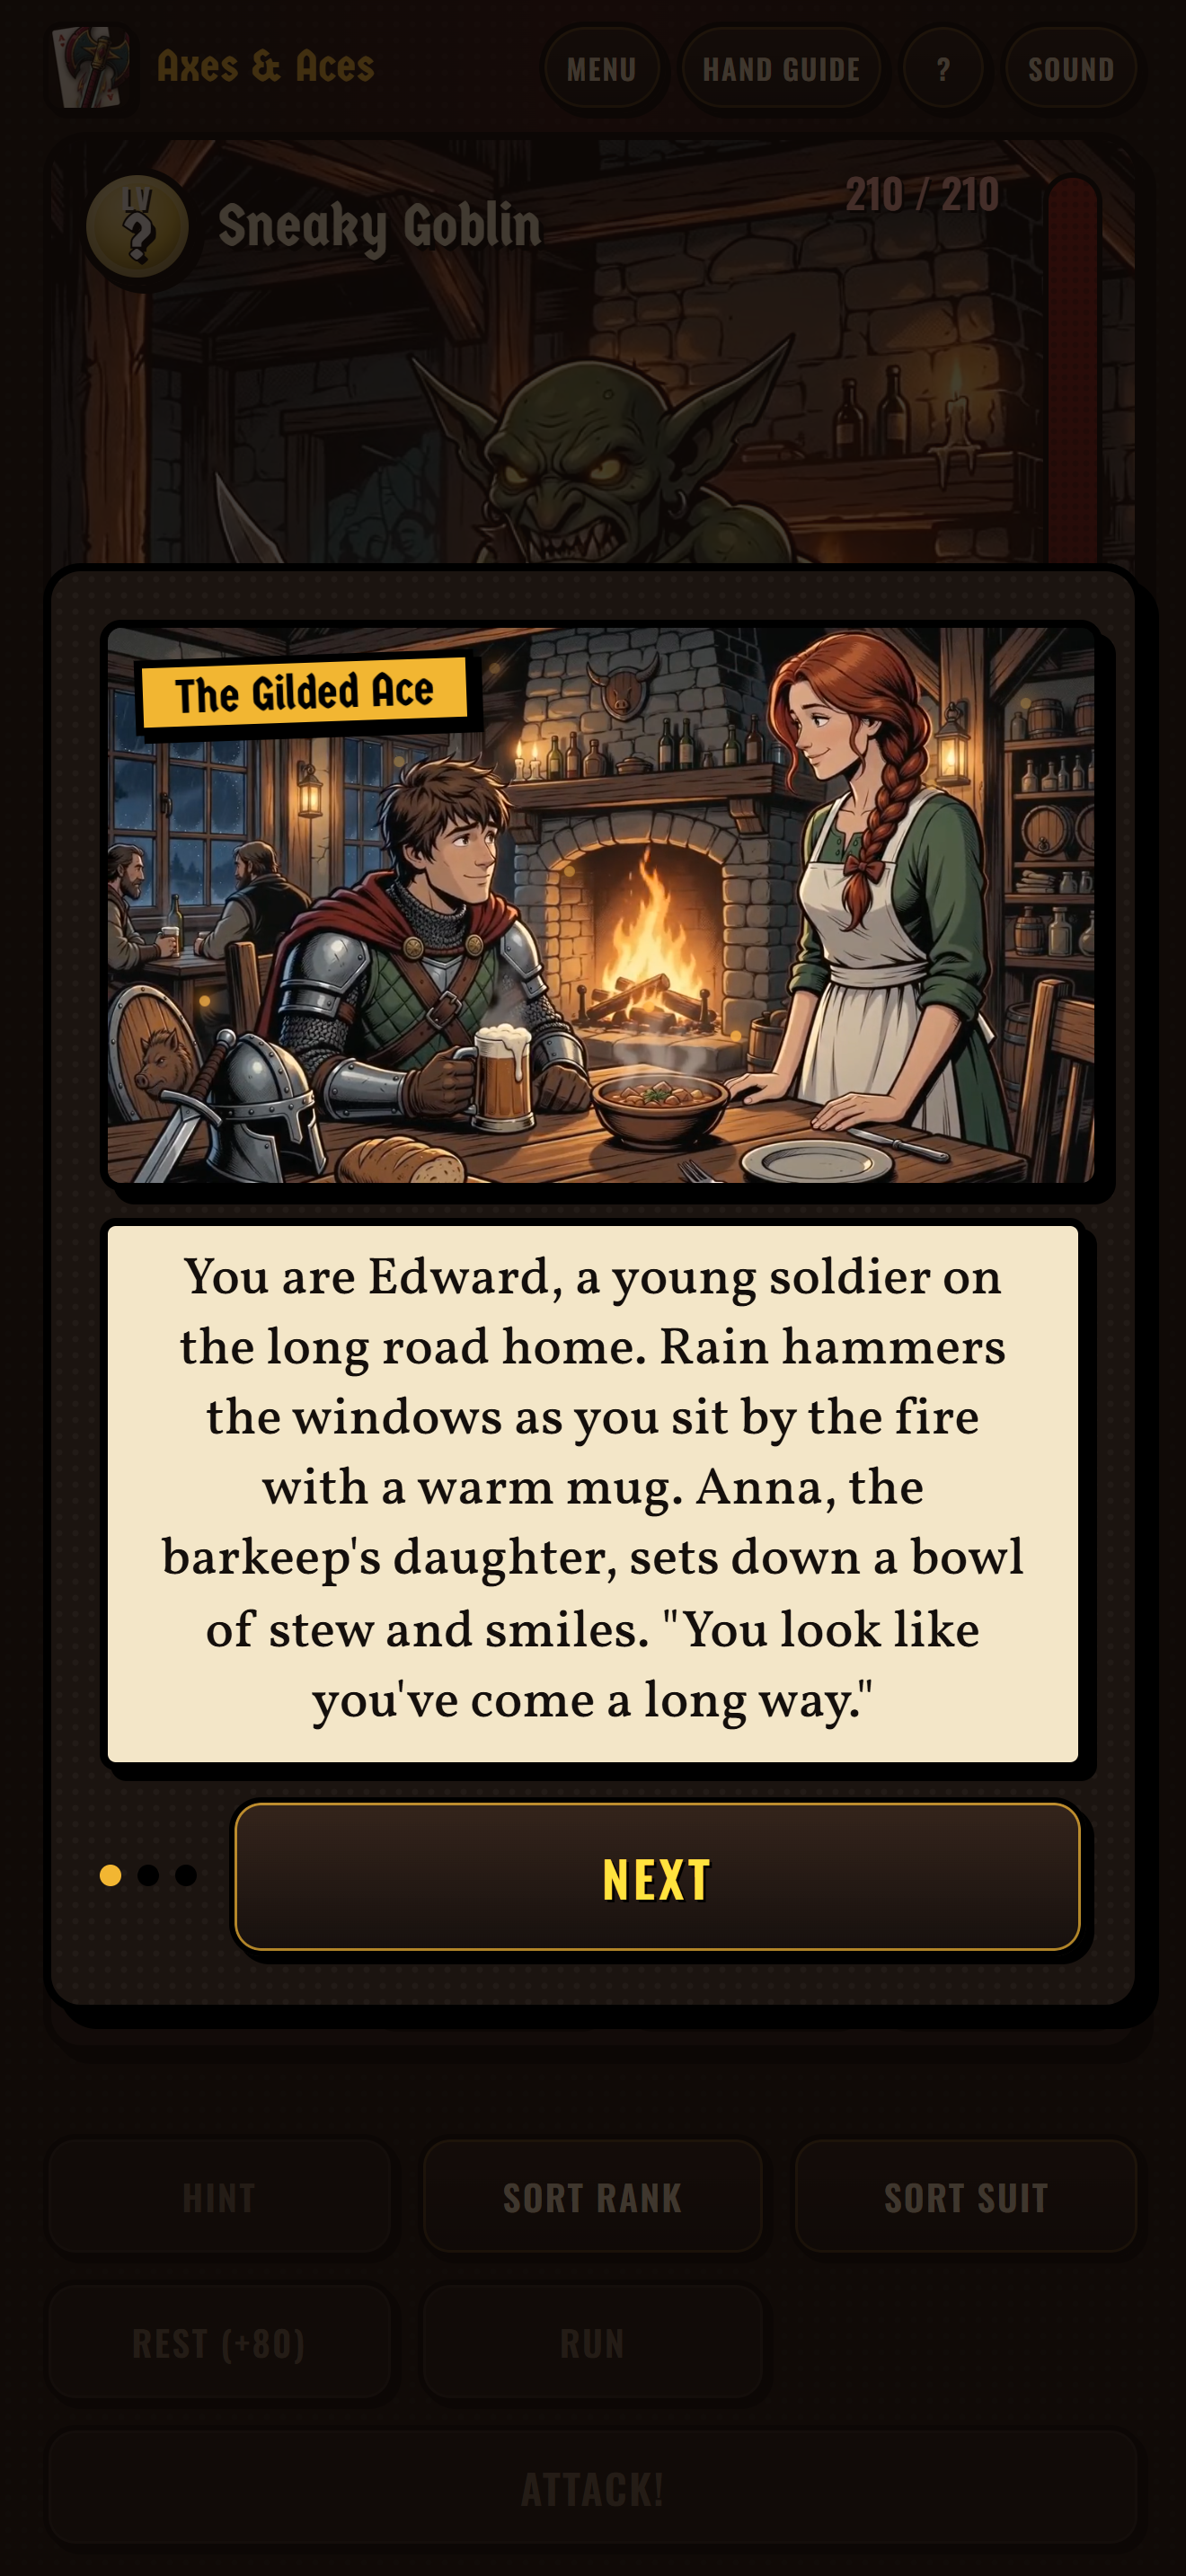 Axes & Aces
MENU
HAND GUIDE
?
SOUND
LV
?
Sneaky Goblin
210 / 210
The Gilded Ace
You are Edward, a young soldier on
the long road home. Rain hammers
the windows as you sit by the fire
with a warm mug. Anna, the
barkeep's daughter, sets down a bowl
of stew and smiles. "You look like
you've come a long way."
NEXT
HINT
SORT RANK
SORT SUIT
REST (+80)
RUN
ATTACK!